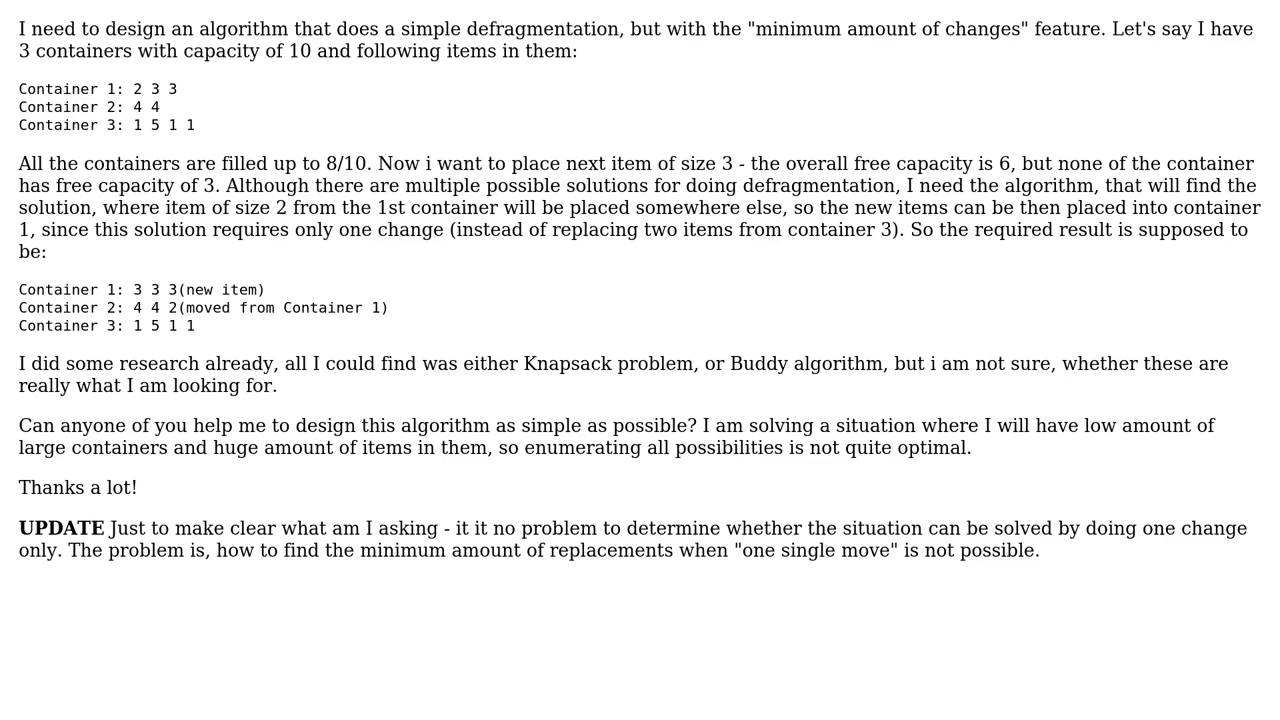 I need to design an algorithm that does a simple defragmentation, but with the "minimum amount of changes" feature. Let's say I have
3 containers with capacity of 10 and following items in them:
Container 1: 2 3 3
Container 2: 4 4
Container 3: 1 5 1 1
All the containers are filled up to 8/10. Now i want to place next item of size 3 - the overall free capacity is 6, but none of the container
has free capacity of 3. Although there are multiple possible solutions for doing defragmentation, I need the algorithm, that will find the
solution, where item of size 2 from the 1st container will be placed somewhere else, so the new items can be then placed into container
1, since this solution requires only one change (instead of replacing two items from container 3). So the required result is supposed to
be:
Container 1: 3 3 3(new item)
Container 2: 4 4 2(moved from Container 1)
Container 3: 1 5 1 1
I did some research already, all I could find was either Knapsack problem, or Buddy algorithm, but i am not sure, whether these are
really what I am looking for.
Can anyone of you help me to design this algorithm as simple as possible? I am solving a situation where I will have low amount of
large containers and huge amount of items in them, so enumerating all possibilities is not quite optimal.
Thanks a lot!
UPDATE Just to make clear what am I asking - it it no problem to determine whether the situation can be solved by doing one change
only. The problem is, how to find the minimum amount of replacements when "one single move" is not possible.